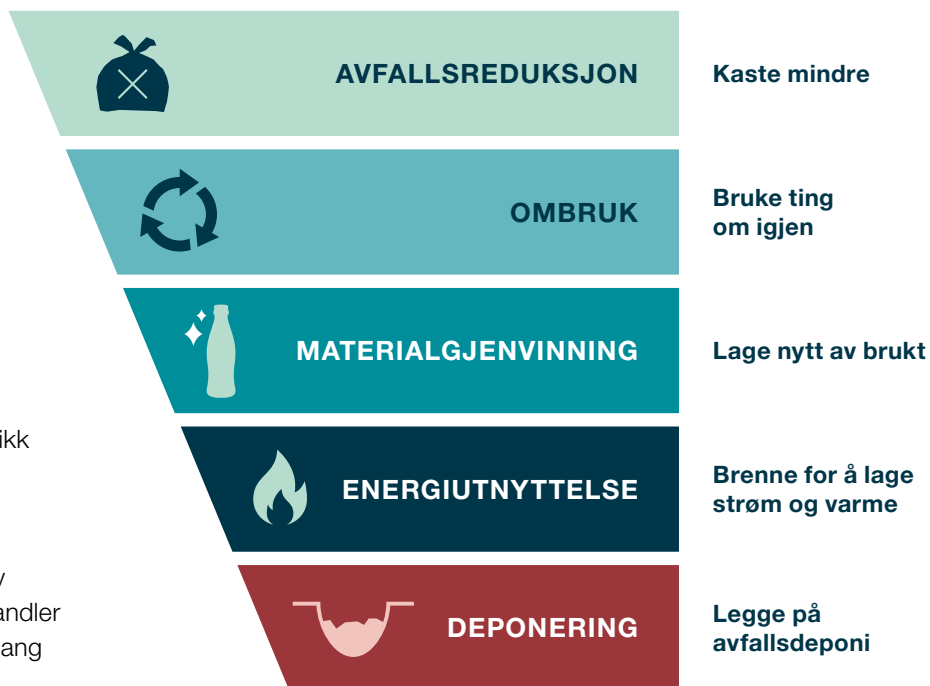 AVFALLSREDUKSJON
Kaste mindre
OMBRUK
Bruke ting
om igjen
MATERIALGJENVINNING
Lage nytt av brukt
ENERGIUTNYTTELSE
Brenne for å lage
strøm og varme
DEPONERING
Legge på
avfallsdeponi